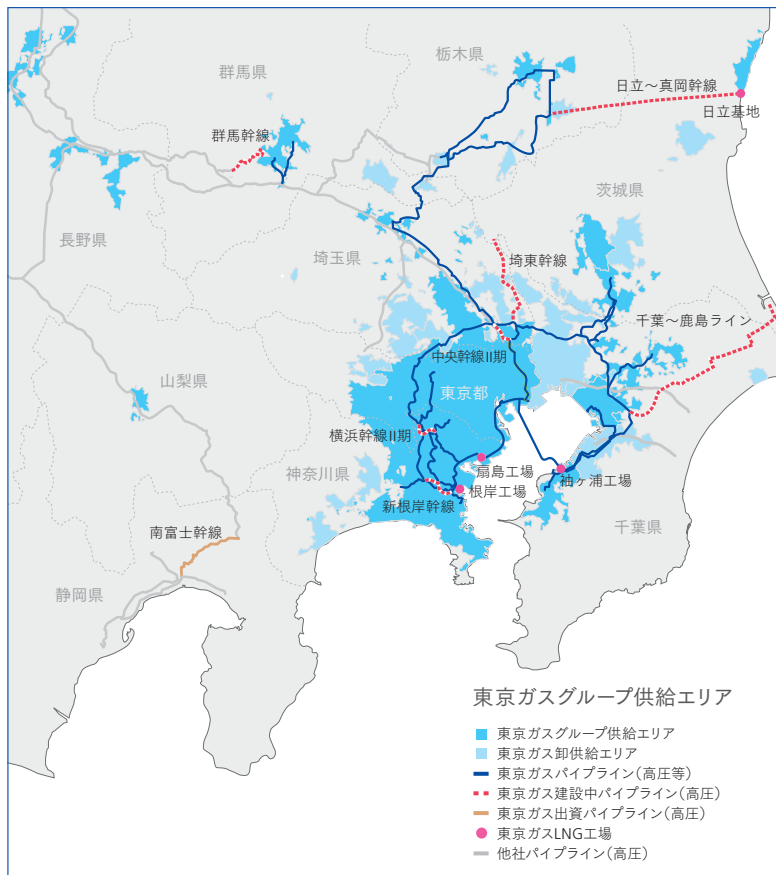 栃木県
群馬県
日立〜真岡幹線
日立基地
群馬幹線
茨城県
長野県
埼玉県
埼東幹線
千葉〜鹿島ライン
中央幹線II期
山梨県
東京都
横浜幹線II期
神奈川県
扇島工場
袖ヶ浦工場
根岸工場
新根岸幹線
千葉県
南富士幹線
静岡県
東京ガスグループ供給エリア
東京ガスグループ供給エリア
東京ガス卸供給エリア
東京ガスパイプライン(高圧等)
東京ガス建設中パイプライン(高圧)
東京ガス出資パイプライン(高圧)
東京ガスLNG工場
他社パイプライン(高圧)